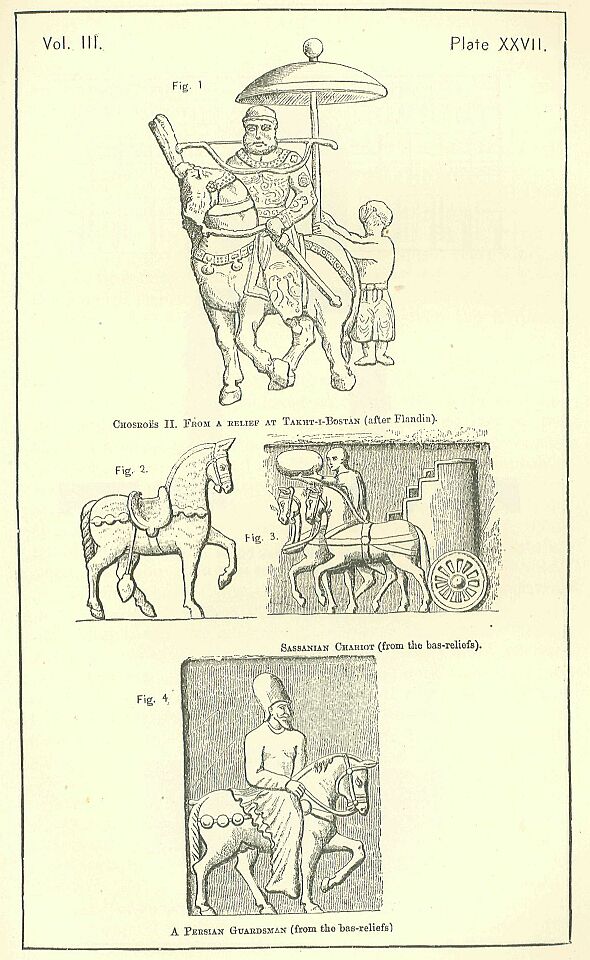 Vol. III.
Plate XXVII.
Fig. 1
Chosroës II. From a relief at Takht-i-Bostan (after Flandin).
Fig. 2.
Fig. 3.
Sassanian Chariot (from the bas-reliefs).
Fig. 4.
A Persian Guardsman (from the bas-reliefs)